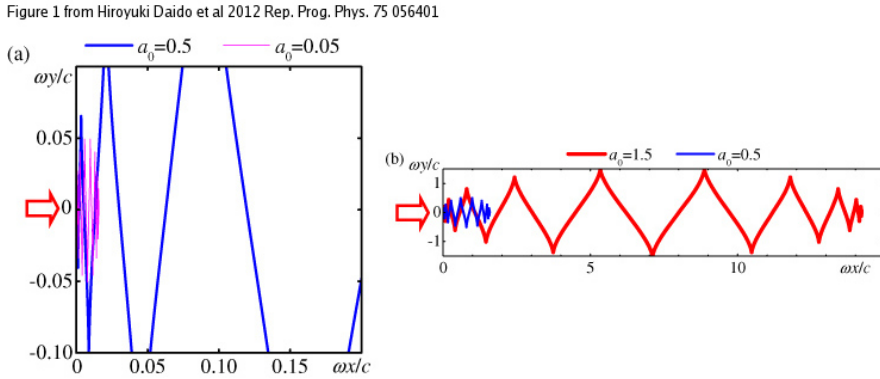 Figure 1 from Hiroyuki Daido et al 2012 Rep. Prog. Phys. 75 056401
(a)
a₀=0.5
a₀=0.05
ωy/c
0.05
0
-0.05
-0.10
0
0.05
0.10
0.15
ωx/c
(b)
ωy/c
a₀=1.5
a₀=0.5
1
0
-1
0
5
10
ωx/c